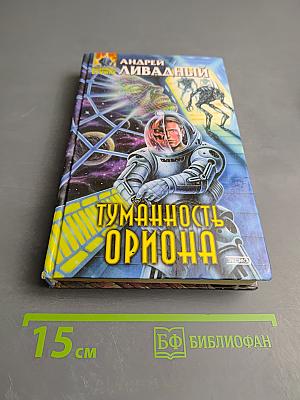 АНДРЕЙ
ЛИВАДНЫЙ
ТУМАННОСТЬ
ОРИОНА
15 см
БФ БИБЛИОФАН